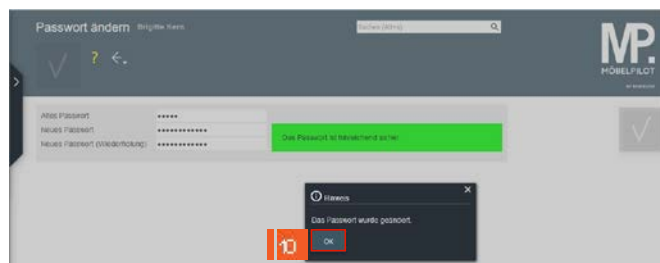 Passwort ändern Brigitte Kern
Suchen (Alt+s)
MP.
MÖBELPILOT
?
Altes Passwort •••••
Neues Passwort ••••••••••••
Neues Passwort (Wiederholung) ••••••••••••
Das Passwort ist hinreichend sicher.
Hinweis
Das Passwort wurde geändert.
10
OK